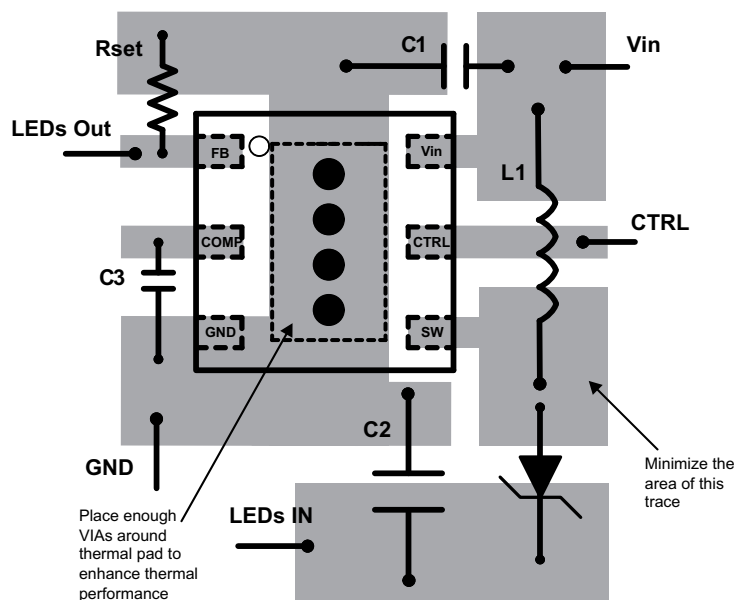 C1
Rset
Vin
LEDs Out
FB
Vin
L1
COMP
CTRL
CTRL
C3
GND
SW
C2
GND
Minimize the
area of this
trace
LEDs IN
Place enough
VIAs around
thermal pad to
enhance thermal
performance